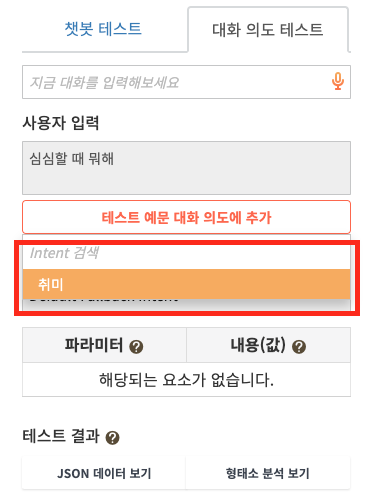 챗봇 테스트
대화 의도 테스트
지금 대화를 입력해보세요
사용자 입력
심심할 때 뭐해
테스트 예문 대화 의도에 추가
Intent 검색
취미
Default Fallback Intent
파라미터 ?
내용(값) ?
해당되는 요소가 없습니다.
테스트 결과 ?
JSON 데이터 보기
형태소 분석 보기